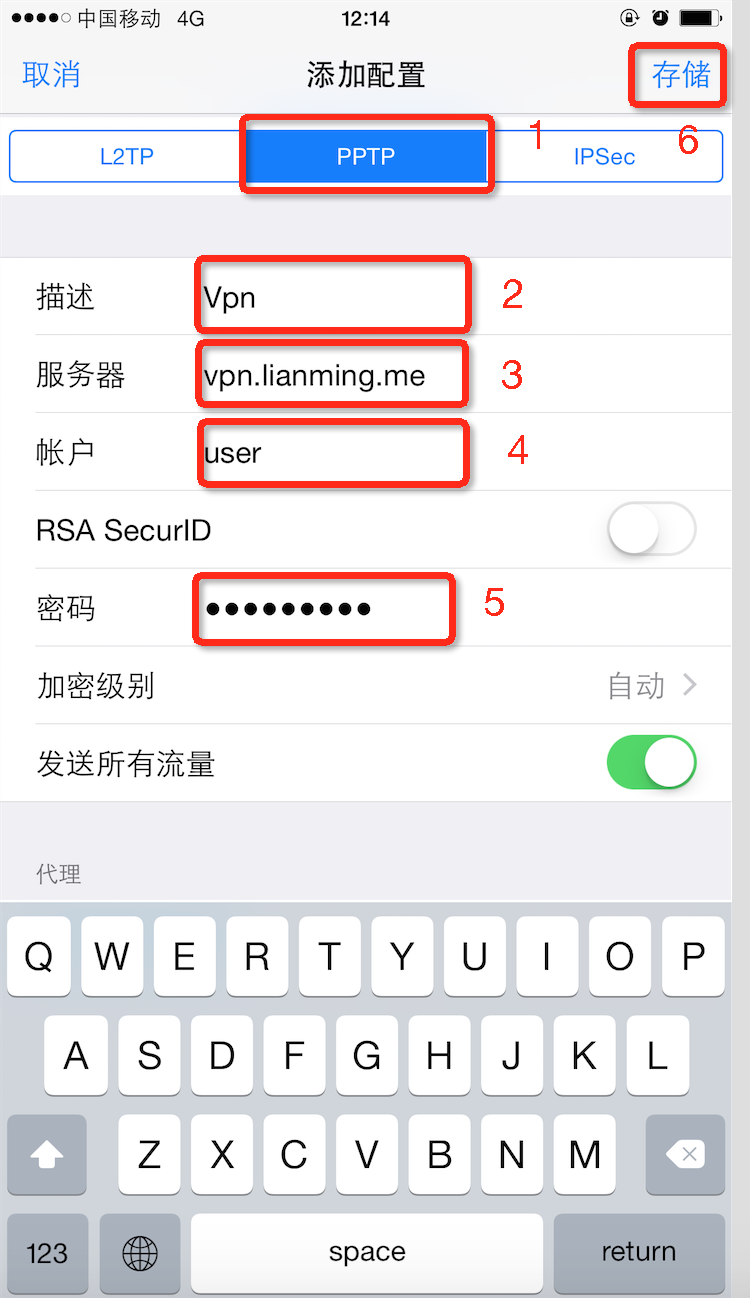 中国移动 4G 12:14
取消 添加配置 存储
L2TP PPTP 1 IPSec 6
描述 Vpn 2
服务器 vpn.lianming.me 3
帐户 user 4
RSA SecurID
密码 ●●●●●●●●● 5
加密级别 自动
发送所有流量
代理
Q W E R T Y U I O P
A S D F G H J K L
Z X C V B N M
123 space return